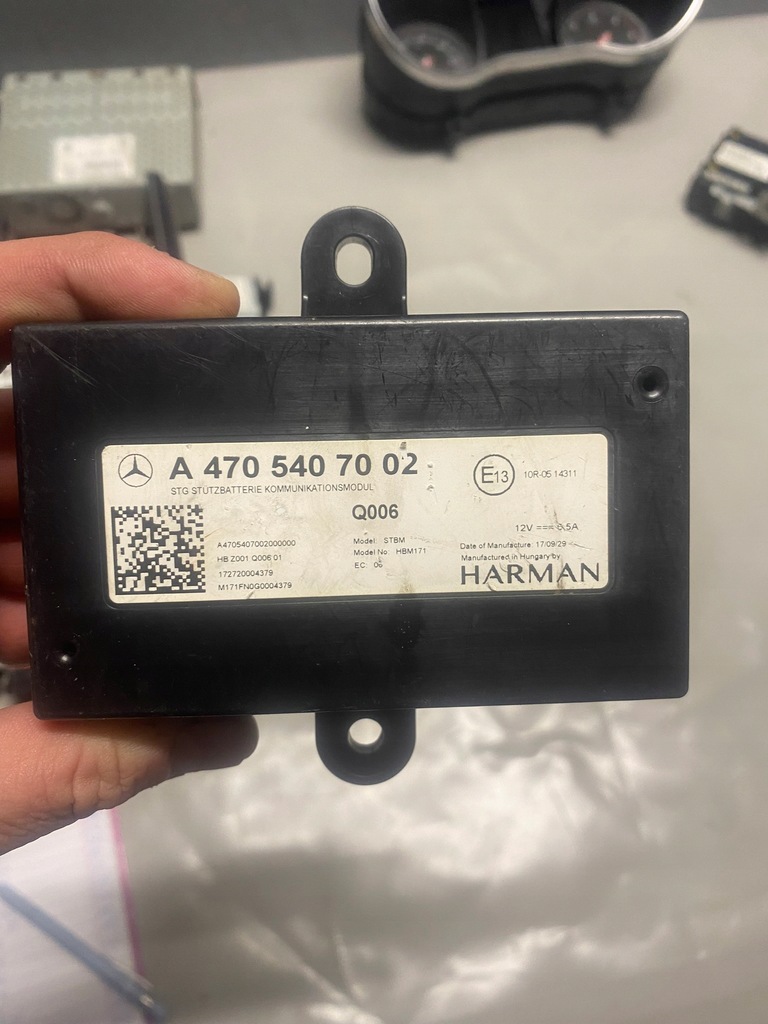 A 470 540 70 02
STG STÜTZBATTERIE KOMMUNIKATIONSMODUL
E13
10R-05 14311
Q006
12V 6.5A
A4705407002000000
HB Z001 Q006 01
172720004379
M171FN0G0004379
Model: STBM
Model No: HBM171
EC: 06
Date of Manufacture: 17/09/29
Manufactured in Hungary by
HARMAN